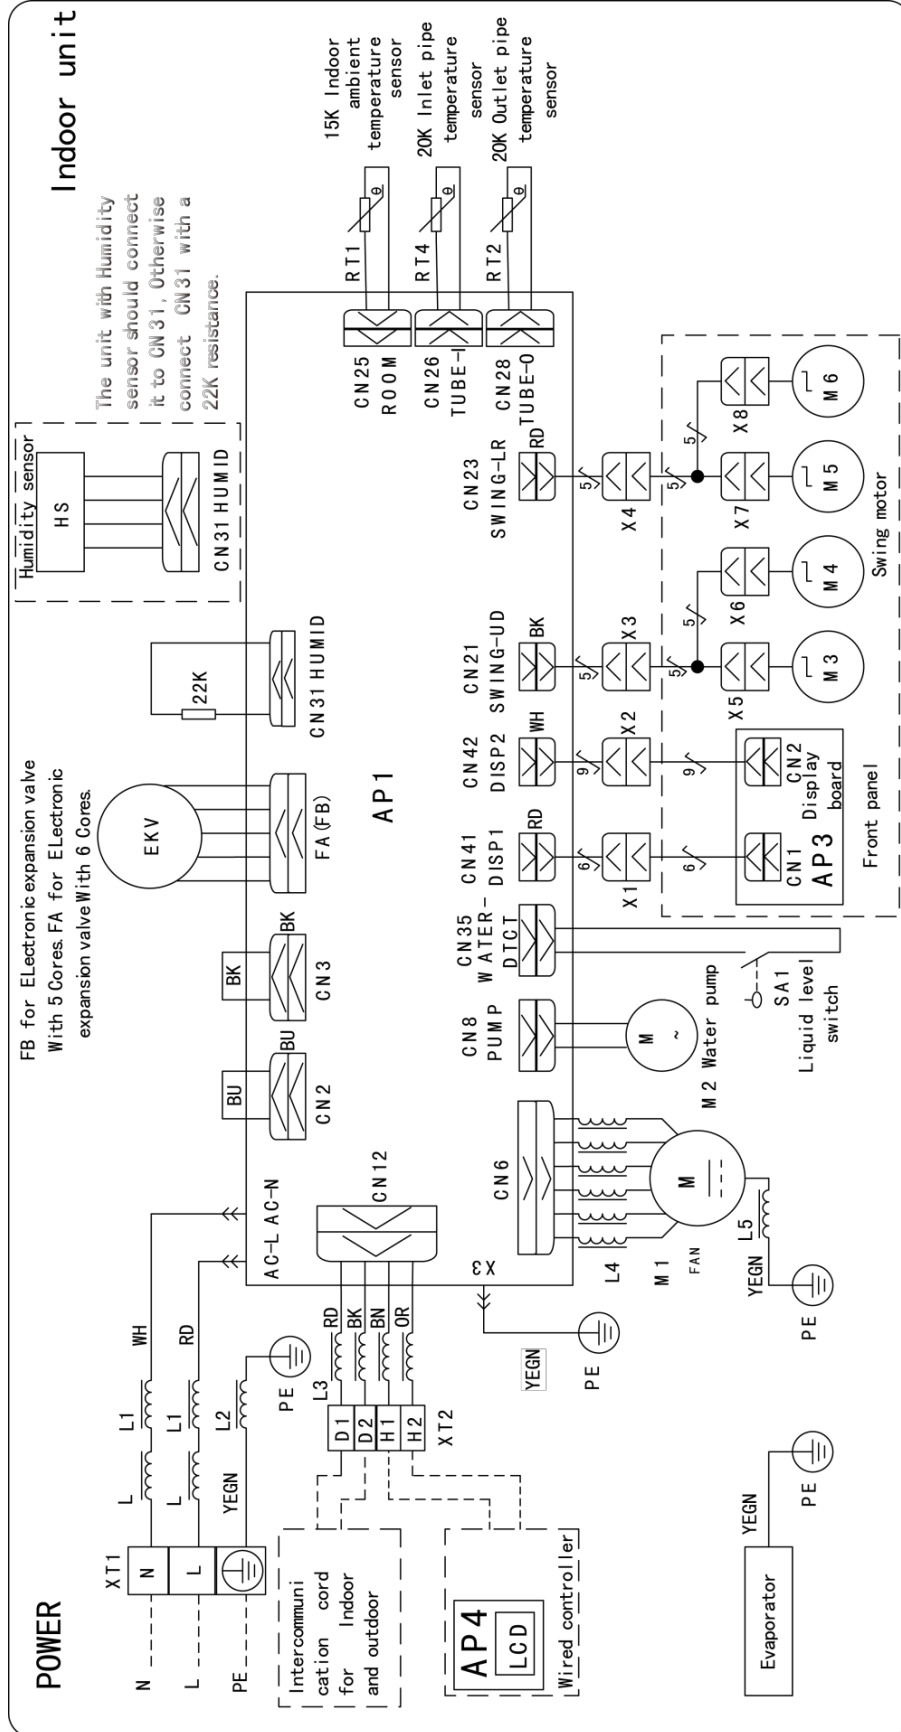 POWER
Indoor unit
N
L
PE
XT1
N
L
L
L
YEGN
L1
L1
L2
WH
RD
PE
AC-L AC-N
BU
BU
CN2
BK
BK
CN3
FB for ELectronic expansion valve
With 5 Cores. FA for ELectronic
expansion valve With 6 Cores.
EKV
FA(FB)
22K
CN31 HUMID
Humidity sensor
HS
CN31 HUMID
The unit with Humidity
sensor should connect
it to CN31, Otherwise
connect CN31 with a
22K resistance.
Intercommuni
cation cord
for Indoor
and outdoor
AP4
LCD
Wired controller
D1
D2
H1
H2
XT2
L3
RD
BK
BN
OR
CN12
X3
YEGN
PE
AP1
CN25
ROOM
CN26
TUBE-I
CN28
TUBE-O
RT1
RT4
RT2
θ
θ
θ
15K Indoor
ambient
temperature
sensor
20K Inlet pipe
temperature
sensor
20K Outlet pipe
temperature
sensor
CN6
CN8
PUMP
CN35
WATER-
DTCT
CN41
DISP1
CN42
DISP2
CN21
SWING-UD
CN23
SWING-LR
RD
WH
BK
RD
6
9
5
5
X1
X2
X3
X4
6
9
5
5
5
5
L4
M
M1
FAN
L5
YEGN
PE
M
~
M2 Water pump
SA1
Liquid level
switch
CN1
CN2
AP3
Display
board
Front panel
X5
X6
X7
X8
M3
M4
M5
M6
Swing motor
Evaporator
YEGN
PE